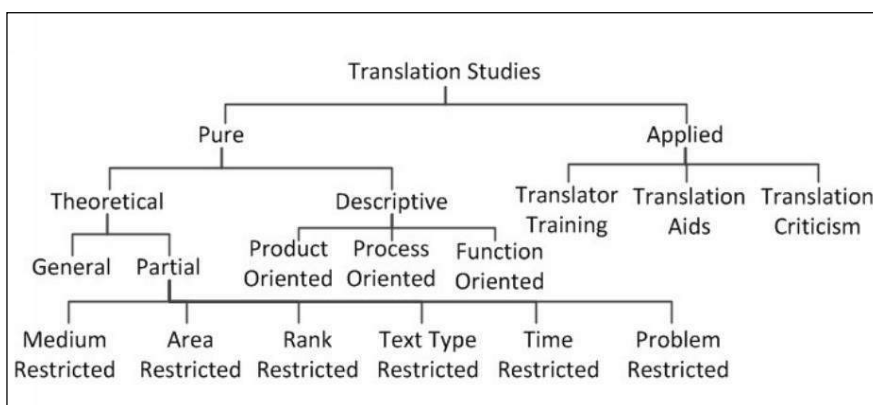 Translation Studies
Pure
Applied
Theoretical
Descriptive
Translator
Training
Translation
Aids
Translation
Criticism
General
Partial
Product
Oriented
Process
Oriented
Function
Oriented
Medium
Restricted
Area
Restricted
Rank
Restricted
Text Type
Restricted
Time
Restricted
Problem
Restricted